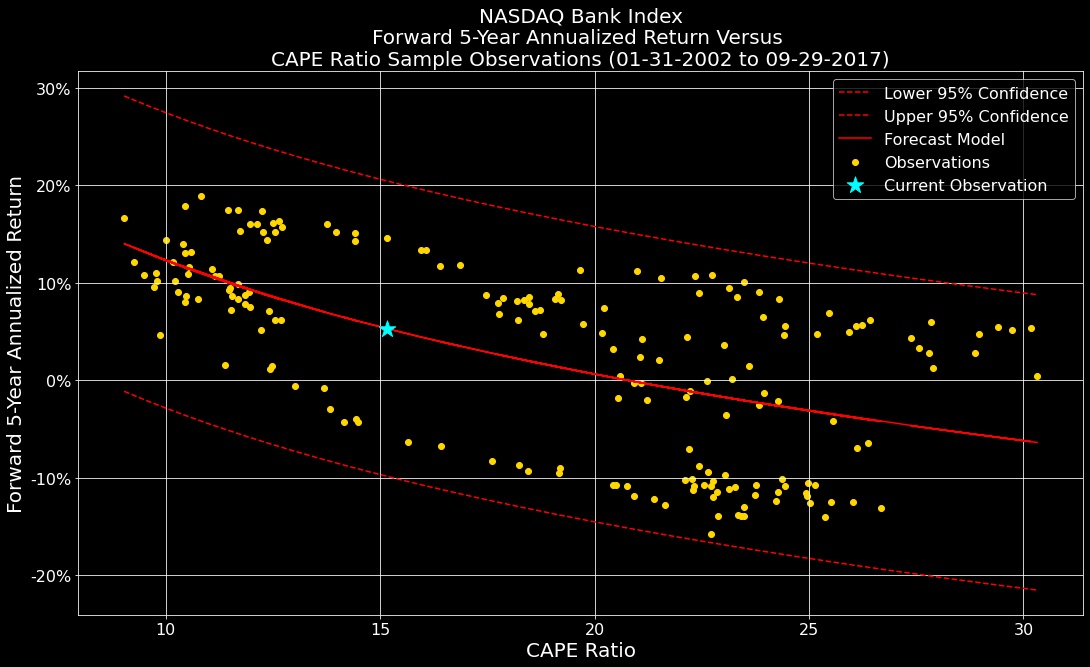 NASDAQ Bank Index
Forward 5-Year Annualized Return Versus
CAPE Ratio Sample Observations (01-31-2002 to 09-29-2017)
Lower 95% Confidence
Upper 95% Confidence
Forecast Model
Observations
Current Observation
Forward 5-Year Annualized Return
30%
20%
10%
0%
-10%
-20%
10
15
20
25
30
CAPE Ratio